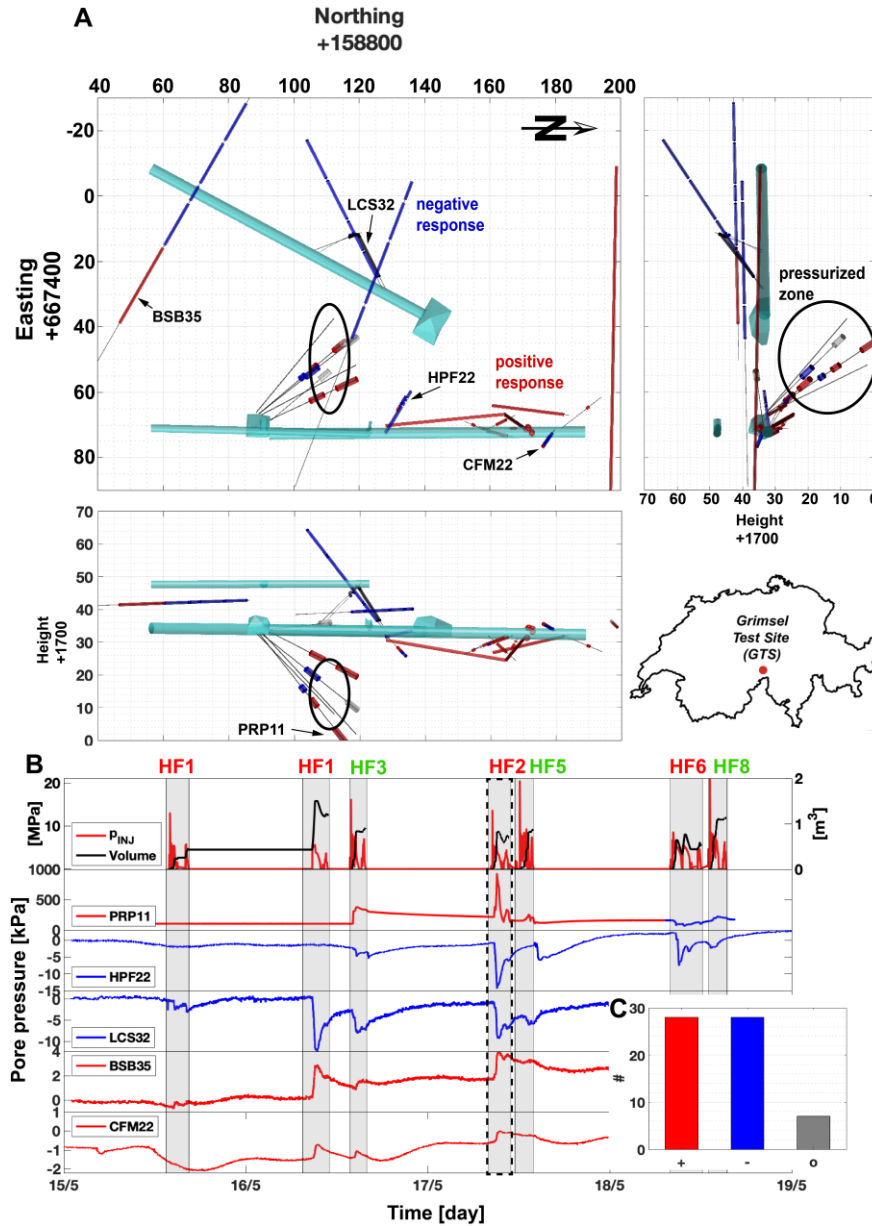 A
Northing
+158800
40 60 80 100 120 140 160 180 200
-20
0
20
40
60
80
Easting
+667400
N
LCS32
negative
response
BSB35
HPF22
positive
response
CFM22
pressurized
zone
70 60 50 40 30 20 10 0
Height
+1700
70
60
50
40
30
20
10
0
Height
+1700
PRP11
Grimsel
Test Site
(GTS)
B
HF1 HF1 HF3 HF2 HF5 HF6 HF8
20
10
[MPa]
2
1
0
[m³]
pINJ
Volume
1000
500
0
PRP11
0
-5
-10
-15
HPF22
0
-5
-10
LCS32
4
2
0
BSB35
1
0
-1
-2
CFM22
Pore pressure [kPa]
15/5 16/5 17/5 18/5 19/5
Time [day]
C
30
20
10
0
#
+ - o